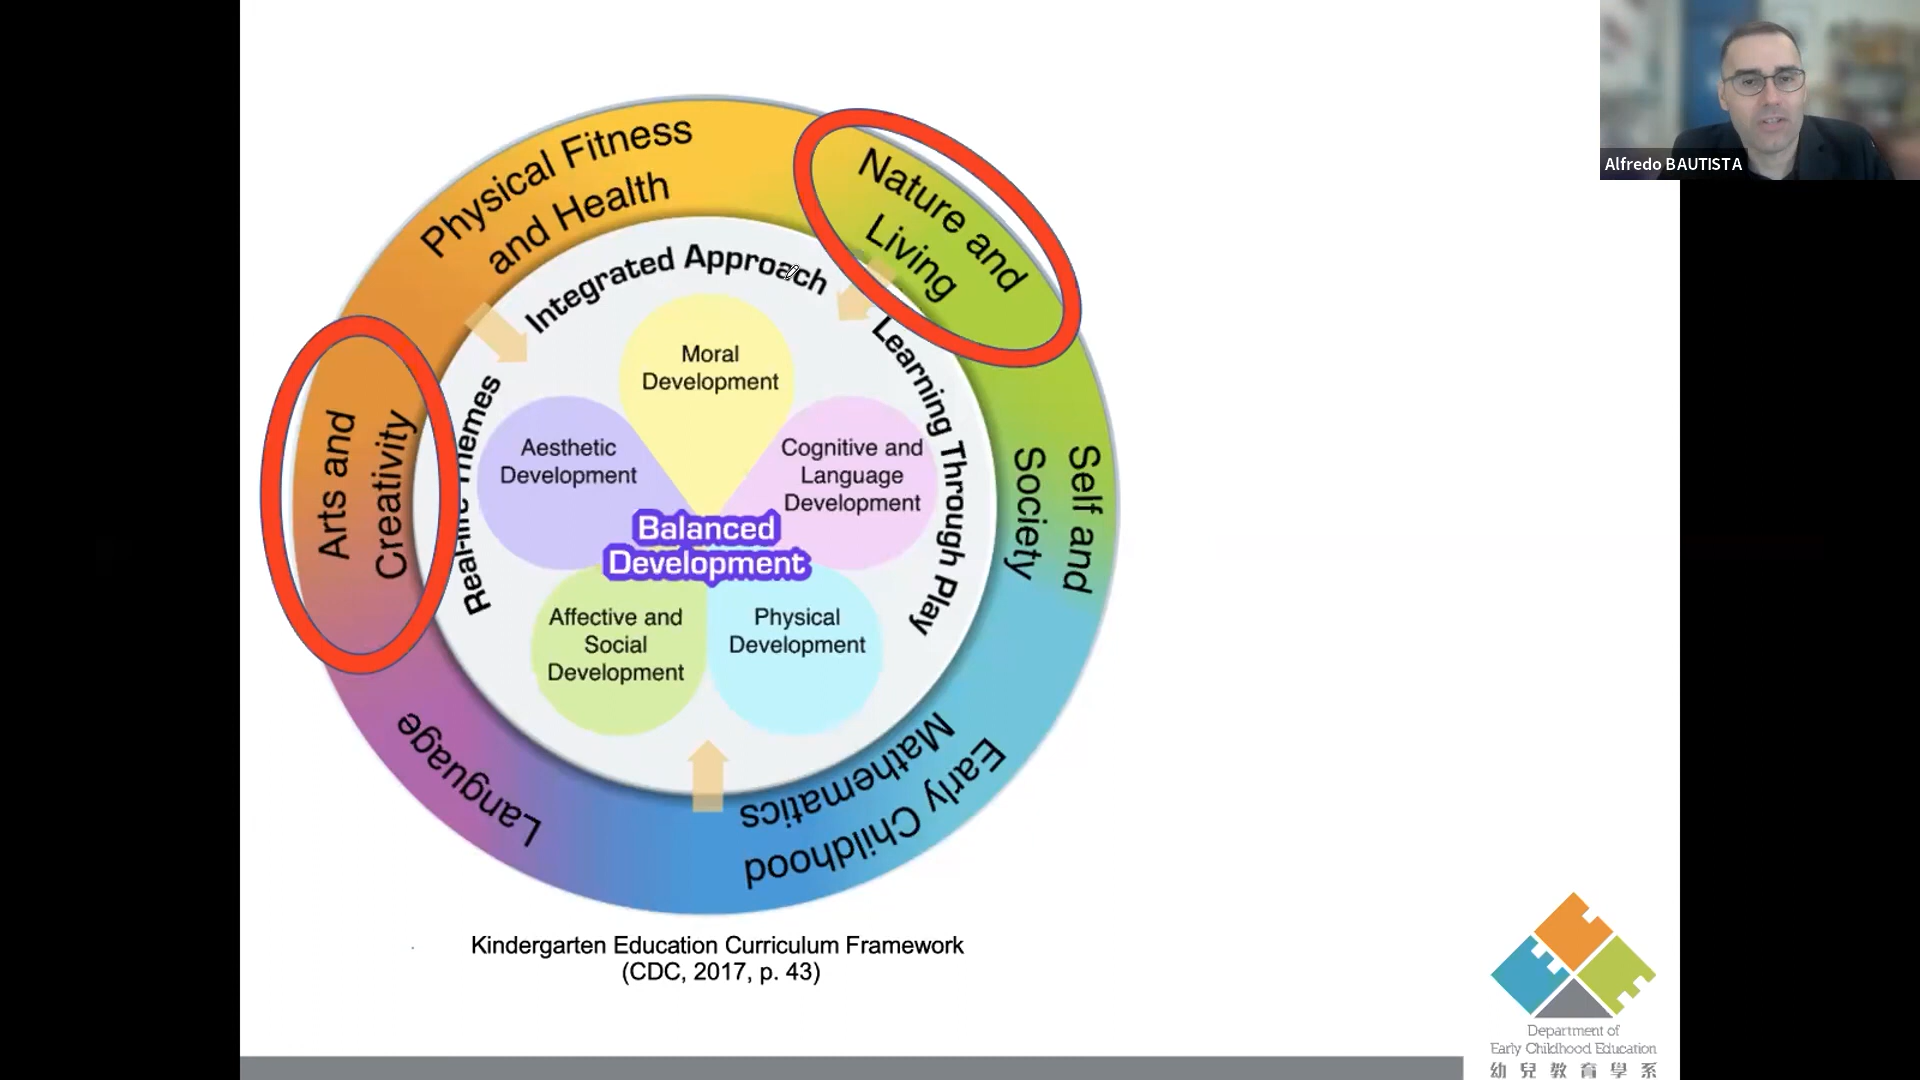 Physical Fitness
and Health
Nature and
Living
Self and
Society
Early Childhood
Mathematics
Language
Arts and
Creativity
Integrated Approach
Learning Through Play
Real-life Themes
Moral
Development
Aesthetic
Development
Cognitive and
Language
Development
Balanced
Development
Affective and
Social
Development
Physical
Development
Kindergarten Education Curriculum Framework
(CDC, 2017, p. 43)
Alfredo BAUTISTA
Department of
Early Childhood Education
幼兒教育學系